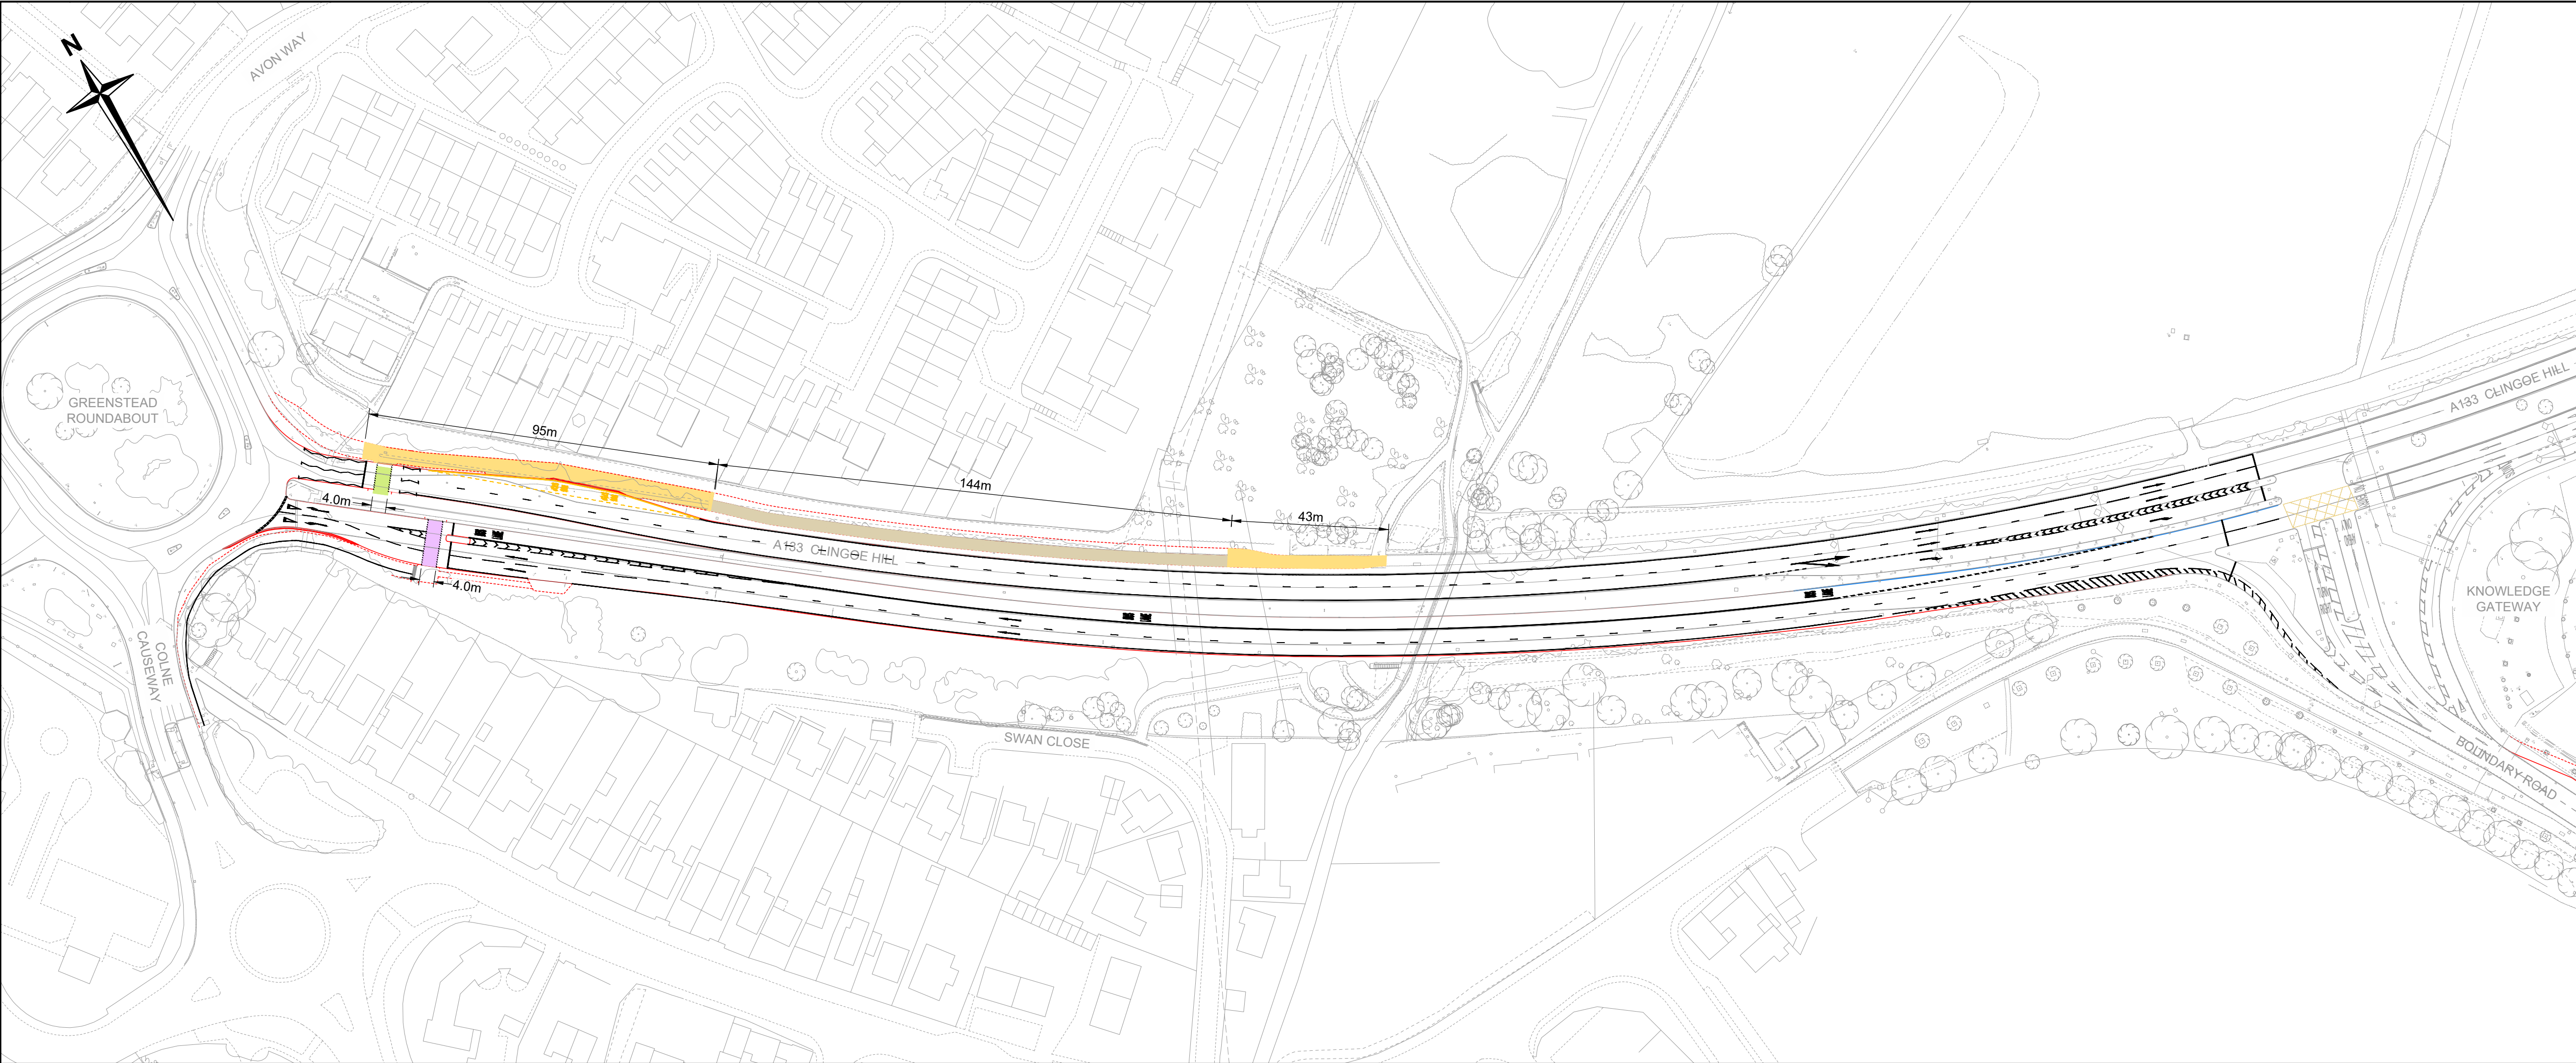 N
AVON WAY
GREENSTEAD
ROUNDABOUT
95m
144m
43m
4.0m
4.0m
A133 CLINGOE HILL
A133 CLINGOE HILL
KNOWLEDGE
GATEWAY
COLNE
CAUSEWAY
SWAN CLOSE
BOUNDARY ROAD